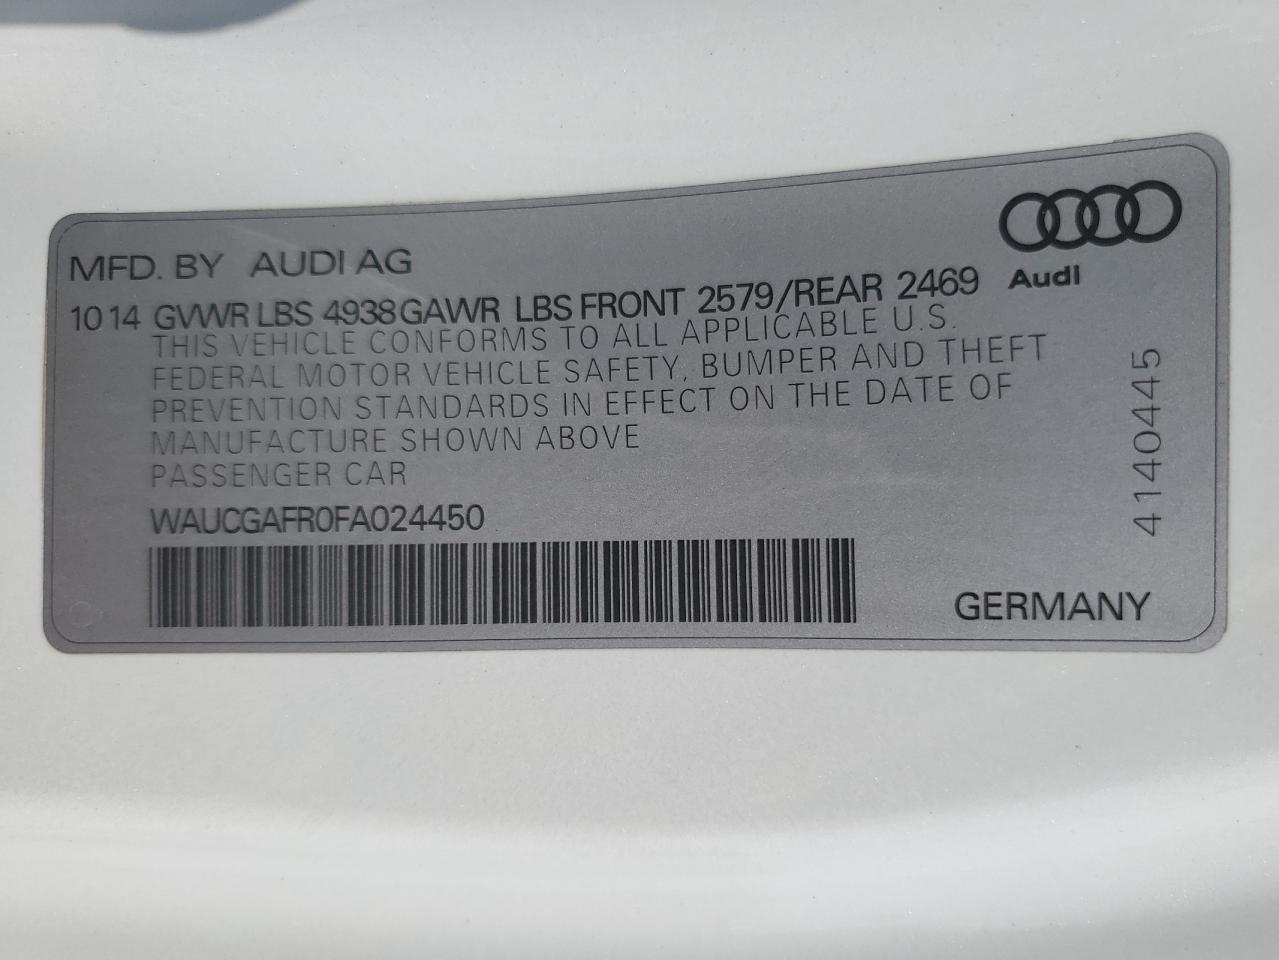 MFD. BY AUDI AG
Audi
10 14 GVWR LBS 4938 GAWR LBS FRONT 2579/REAR 2469
THIS VEHICLE CONFORMS TO ALL APPLICABLE U.S.
FEDERAL MOTOR VEHICLE SAFETY, BUMPER AND THEFT
PREVENTION STANDARDS IN EFFECT ON THE DATE OF
MANUFACTURE SHOWN ABOVE
PASSENGER CAR
WAUCGAFR0FA024450
4140445
GERMANY